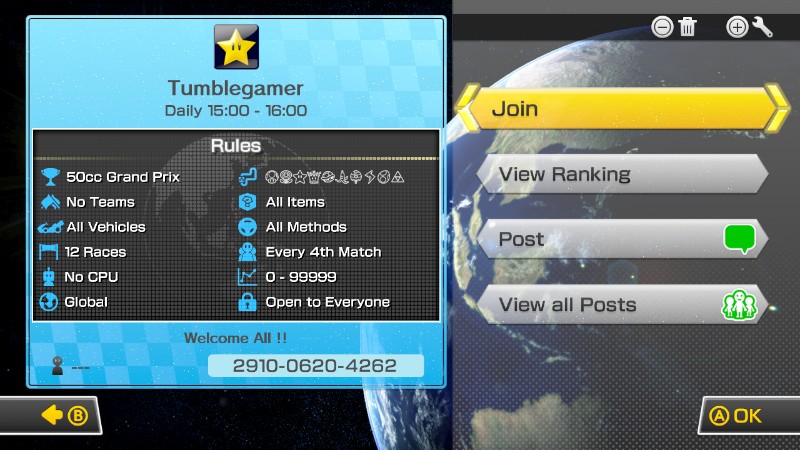 Tumblegamer
Daily 15:00 - 16:00
Rules
50cc Grand Prix
No Teams
All Items
All Vehicles
All Methods
12 Races
Every 4th Match
No CPU
0 - 99999
Global
Open to Everyone
Welcome All !!
---
2910-0620-4262
Join
View Ranking
Post
View all Posts
B
A OK